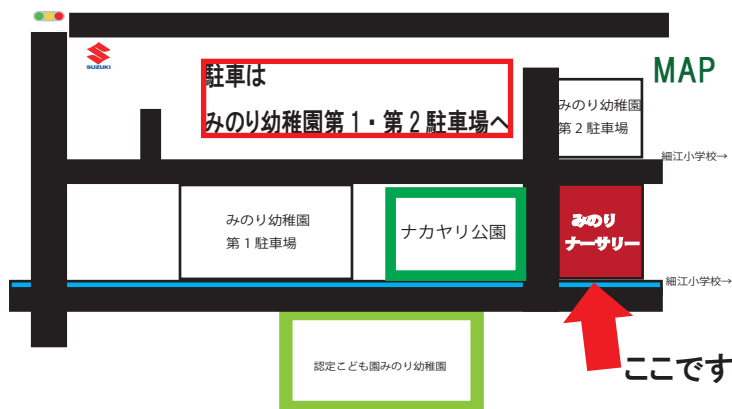 SUZUKI
駐車は
みのり幼稚園第1・第2駐車場へ
MAP
みのり幼稚園
第2駐車場
細江小学校→
みのり幼稚園
第1駐車場
ナカヤリ公園
みのり
ナーサリー
細江小学校→
認定こども園みのり幼稚園
ここです